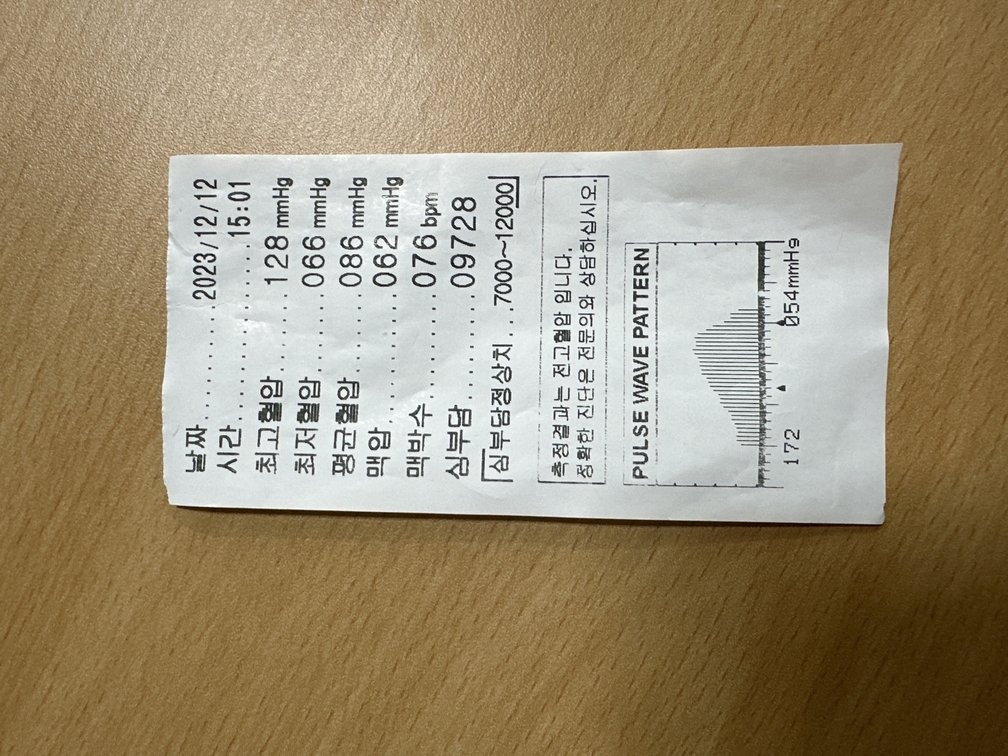 날짜..........2023/12/12
시간..............15:01
최고혈압......128 mmHg
최저혈압......066 mmHg
평균혈압......086 mmHg
맥압..........062 mmHg
맥박수........076 bpm
심부담........09728
심부담정상치...7000~12000
측정결과는 전고혈압 입니다.
정확한 진단은 전문의와 상담하십시오.
PULSE WAVE PATTERN
172 054mmHg